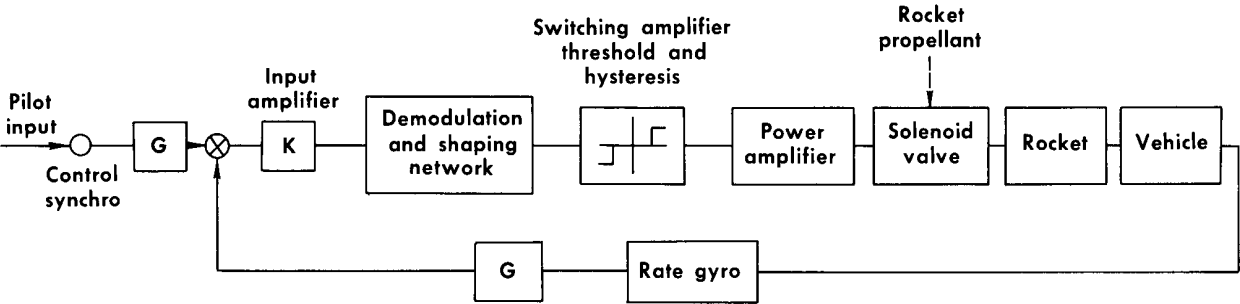 Pilot
input
Control
synchro
G
Input
amplifier
K
Demodulation
and shaping
network
Switching amplifier
threshold and
hysteresis
Power
amplifier
Rocket
propellant
Solenoid
valve
Rocket
Vehicle
G
Rate gyro